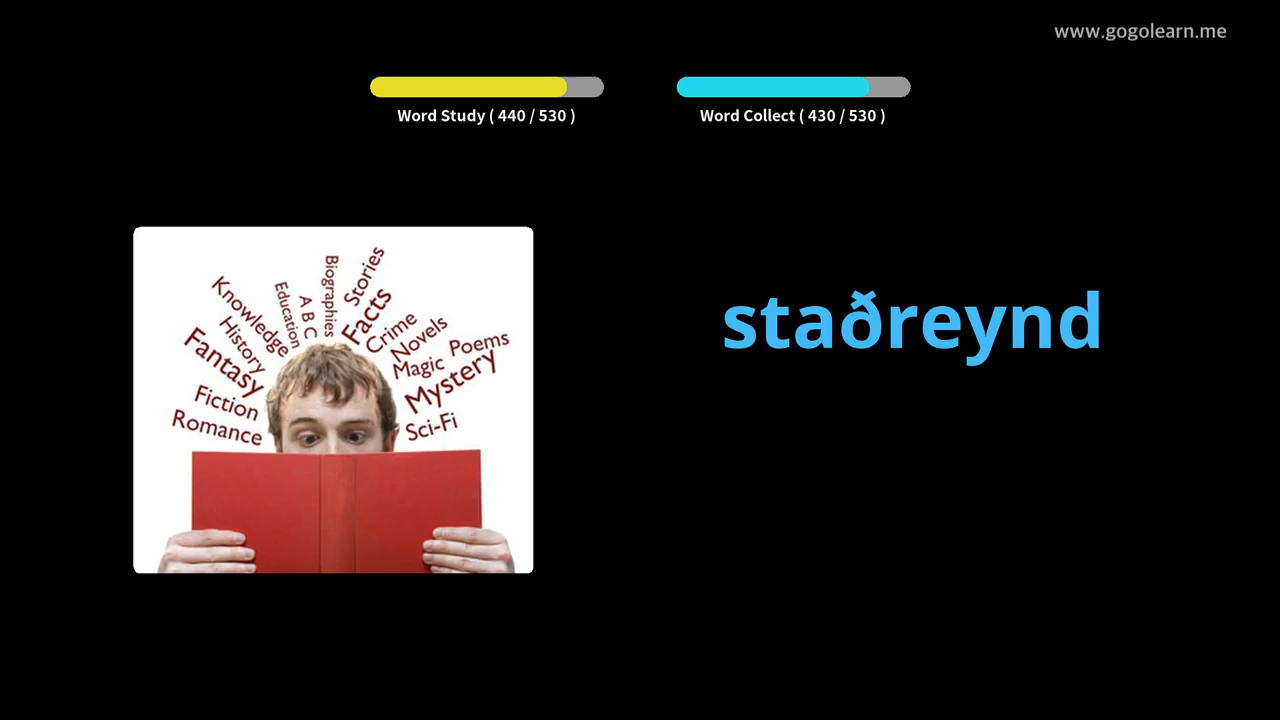 www.gogolearn.me
Word Study ( 440 / 530 )
Word Collect ( 430 / 530 )
staðreynd
Biographies
Stories
Education
A B C
Facts
Knowledge
Crime
History
Novels
Fantasy
Magic
Poems
Mystery
Fiction
Romance
Sci-Fi